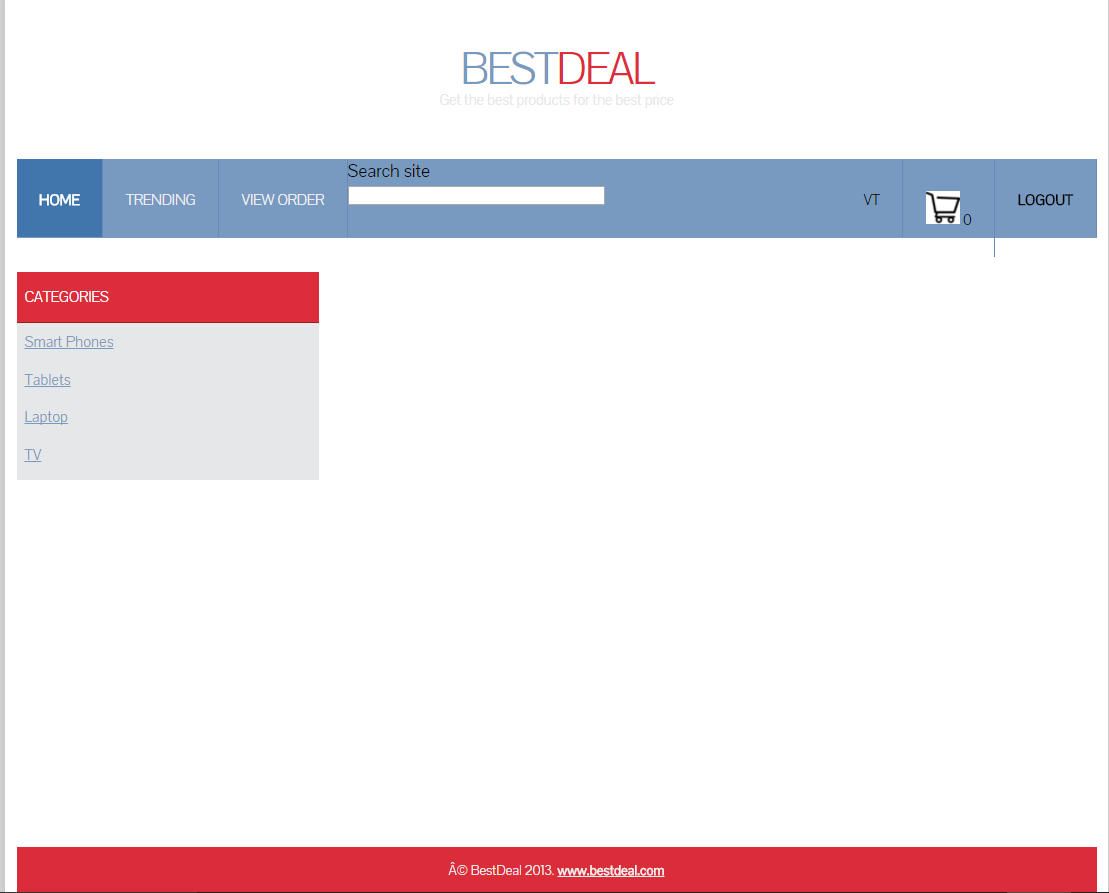 BESTDEAL
Get the best products for the best price
HOME TRENDING VIEW ORDER Search site VT 0 LOGOUT
CATEGORIES
Smart Phones
Tablets
Laptop
TV
Â© BestDeal 2013. www.bestdeal.com